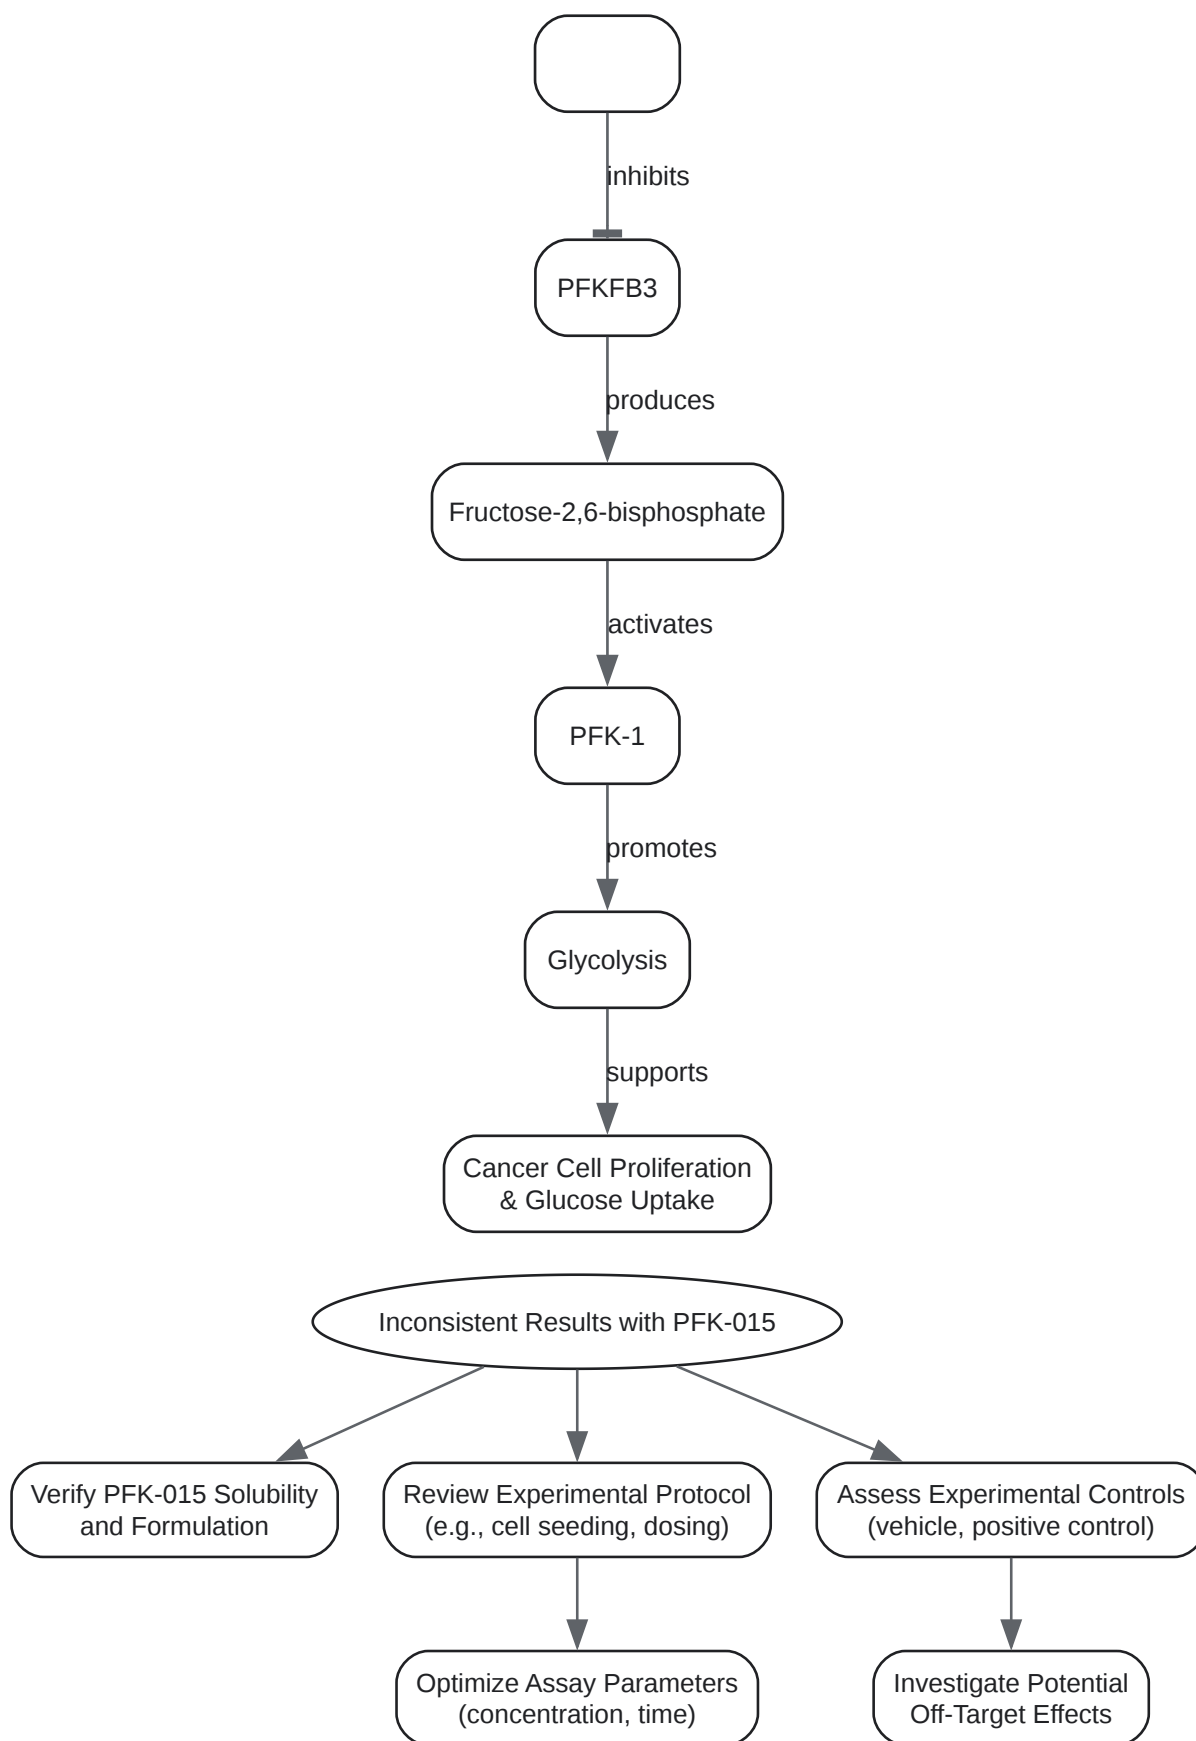 inhibits
PFKFB3
produces
Fructose-2,6-bisphosphate
activates
PFK-1
promotes
Glycolysis
supports
Cancer Cell Proliferation
& Glucose Uptake
Inconsistent Results with PFK-015
Verify PFK-015 Solubility
and Formulation
Review Experimental Protocol
(e.g., cell seeding, dosing)
Assess Experimental Controls
(vehicle, positive control)
Optimize Assay Parameters
(concentration, time)
Investigate Potential
Off-Target Effects